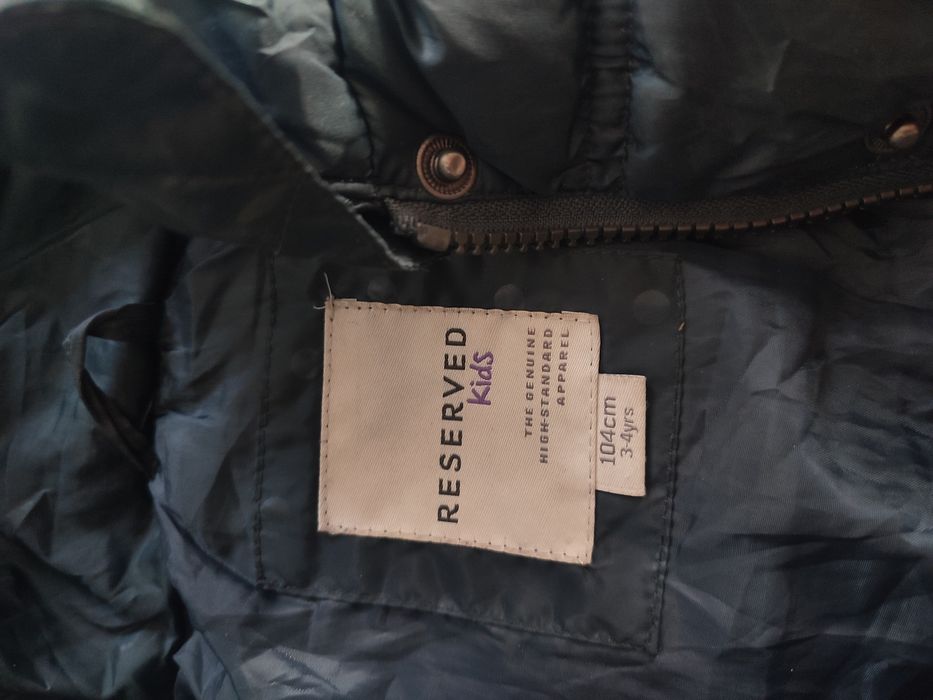 RESERVED
kids
THE GENUINE
HIGH-STANDARD
APPAREL
104cm
3-4yrs